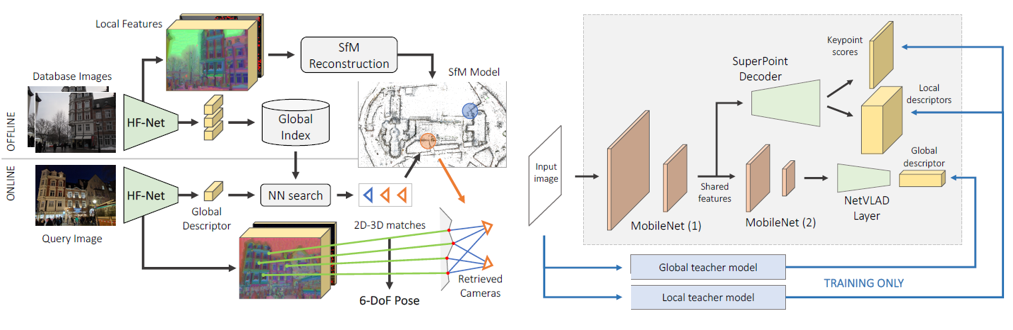 Local Features
SfM
Reconstruction
Database Images
SfM Model
HF-Net
Global
Index
OFFLINE
ONLINE
HF-Net
NN search
Global
Descriptor
Query Image
2D-3D matches
Retrieved
Cameras
6-DoF Pose
Keypoint
scores
SuperPoint
Decoder
Local
descriptors
Input
image
Global
descriptor
Shared
features
NetVLAD
Layer
MobileNet (1)
MobileNet (2)
Global teacher model
TRAINING ONLY
Local teacher model